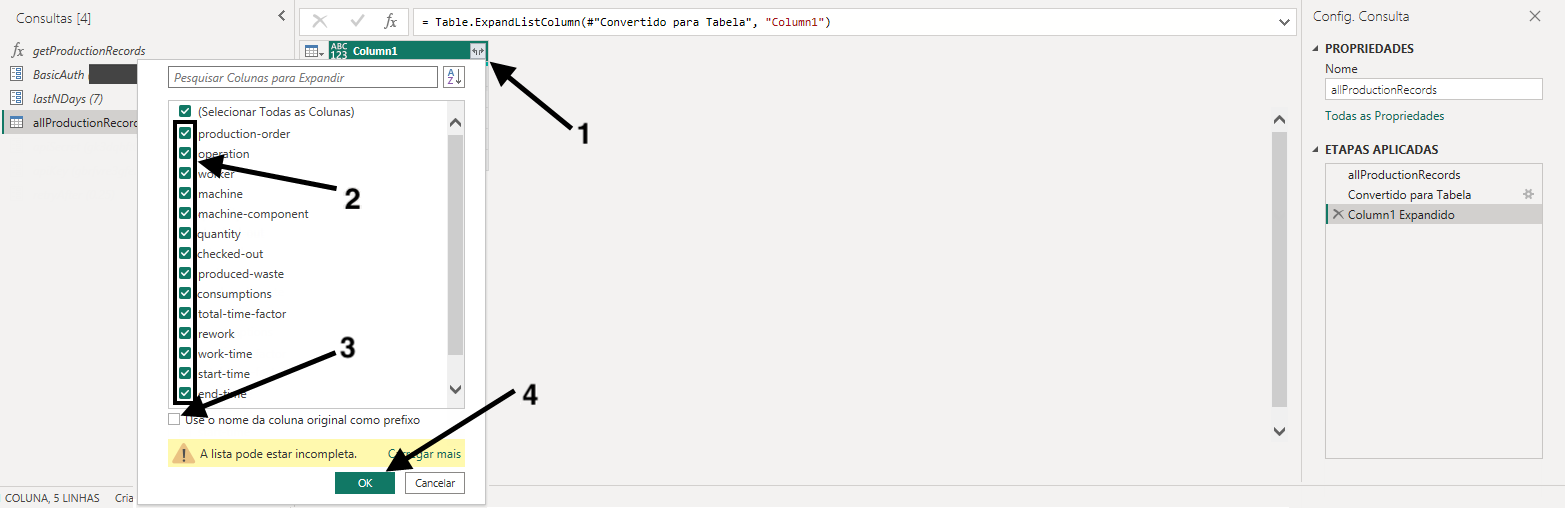 Consultas [4]
getProductionRecords
BasicAuth
lastNDays (7)
allProductionRecord
= Table.ExpandListColumn(#"Convertido para Tabela", "Column1")
ABC
123
Column1
Pesquisar Colunas para Expandir
A
Z
(Selecionar Todas as Colunas)
production-order
operation
worker
machine
machine-component
quantity
checked-out
produced-waste
consumptions
total-time-factor
rework
work-time
start-time
end-time
Use o nome da coluna original como prefixo
A lista pode estar incompleta.
Carregar mais
OK
Cancelar
1
2
3
4
Config. Consulta
PROPRIEDADES
Nome
allProductionRecords
Todas as Propriedades
ETAPAS APLICADAS
allProductionRecords
Convertido para Tabela
Column1 Expandido
COLUNA, 5 LINHAS
Cria